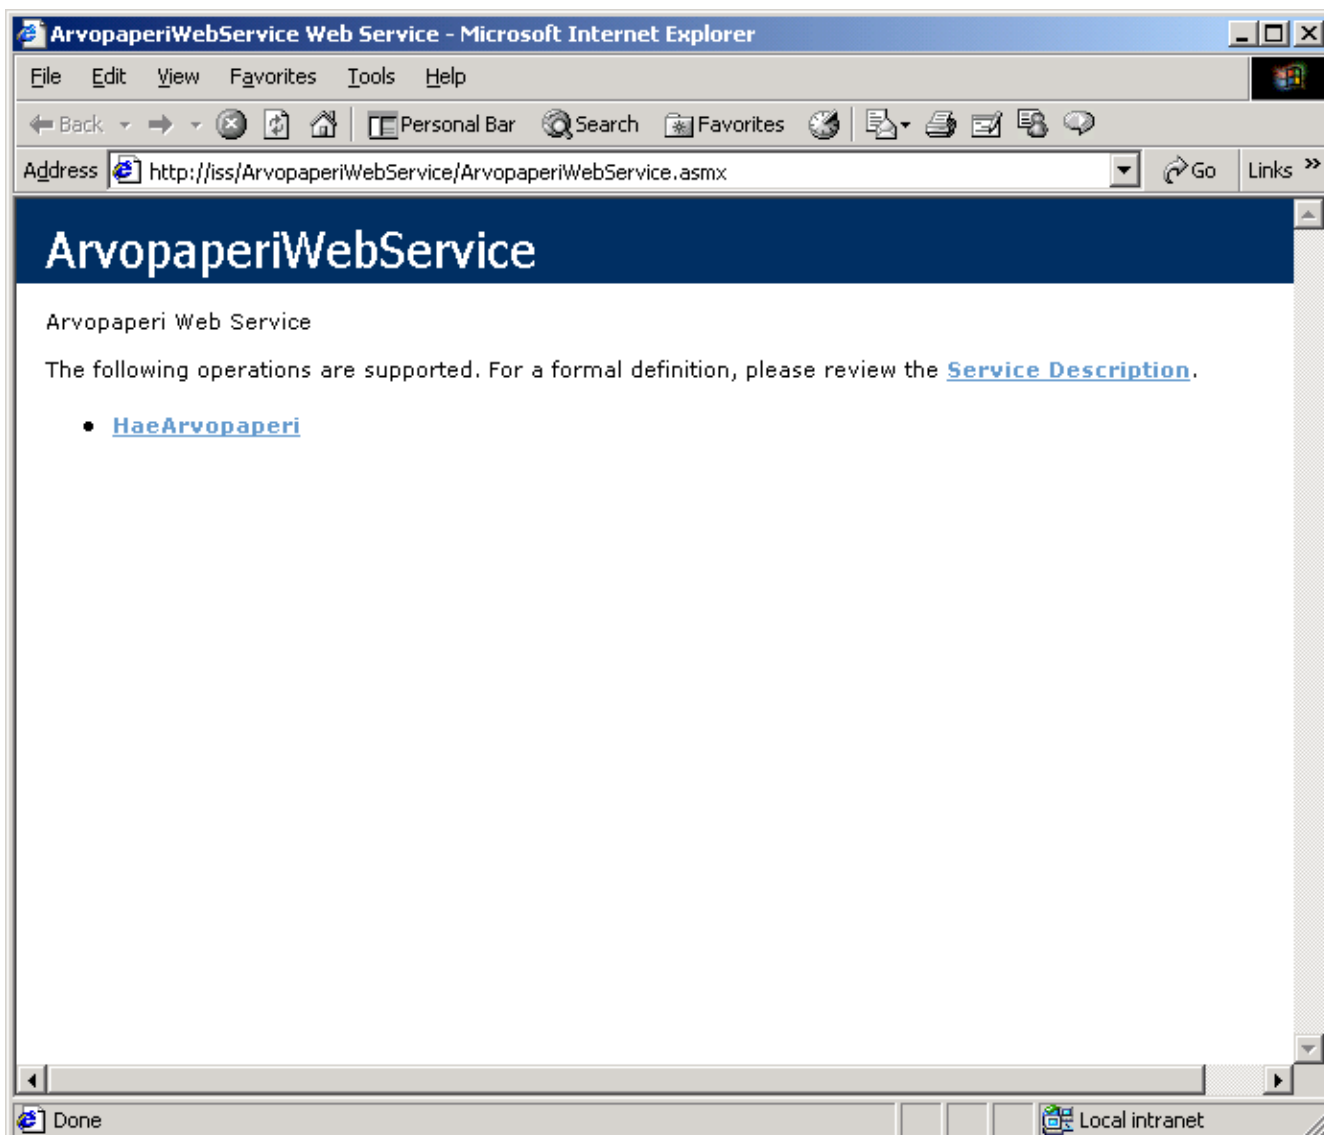 ArvopaperiWebService Web Service - Microsoft Internet Explorer
File Edit View Favorites Tools Help
Back Personal Bar Search Favorites
Address http://iss/ArvopaperiWebService/ArvopaperiWebService.asmx Go Links »
ArvopaperiWebService
Arvopaperi Web Service
The following operations are supported. For a formal definition, please review the Service Description.
• HaeArvopaperi
Done Local intranet